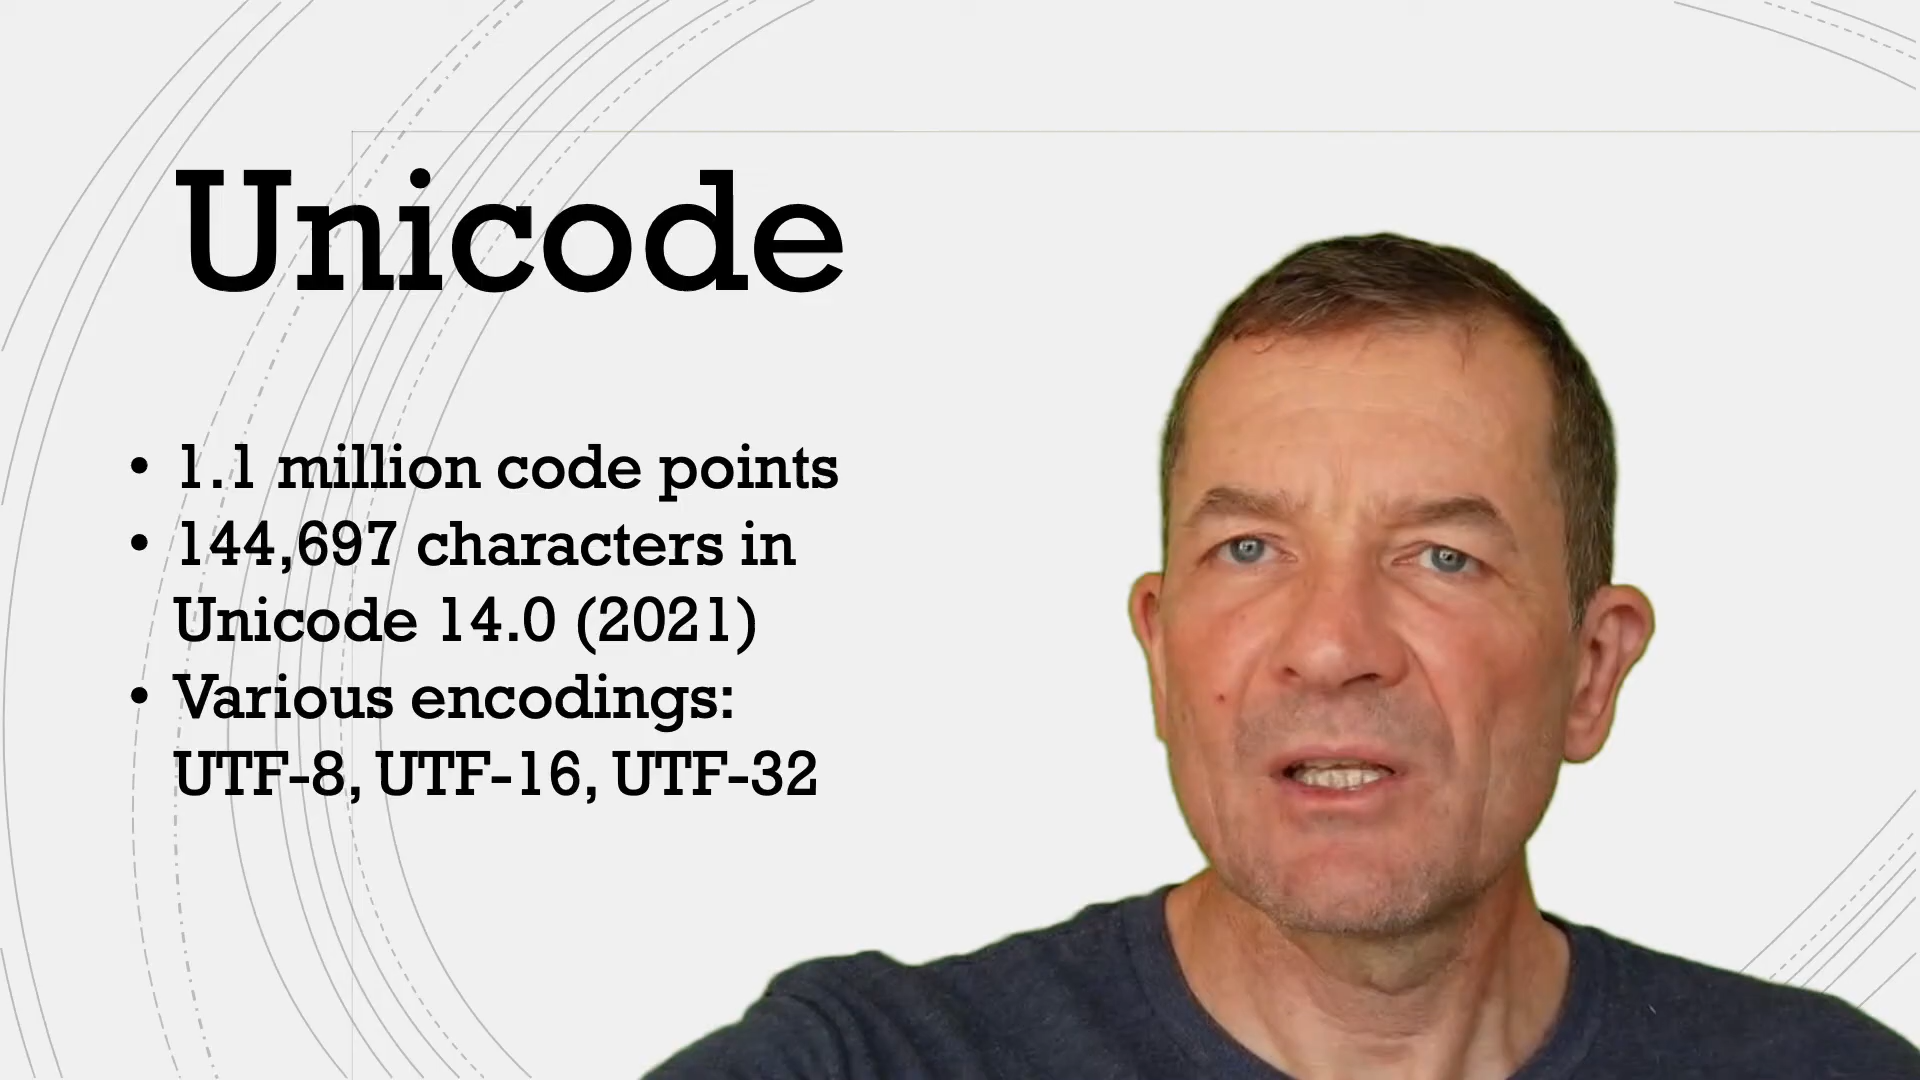 Unicode
• 1.1 million code points
• 144,697 characters in
Unicode 14.0 (2021)
• Various encodings:
UTF-8, UTF-16, UTF-32